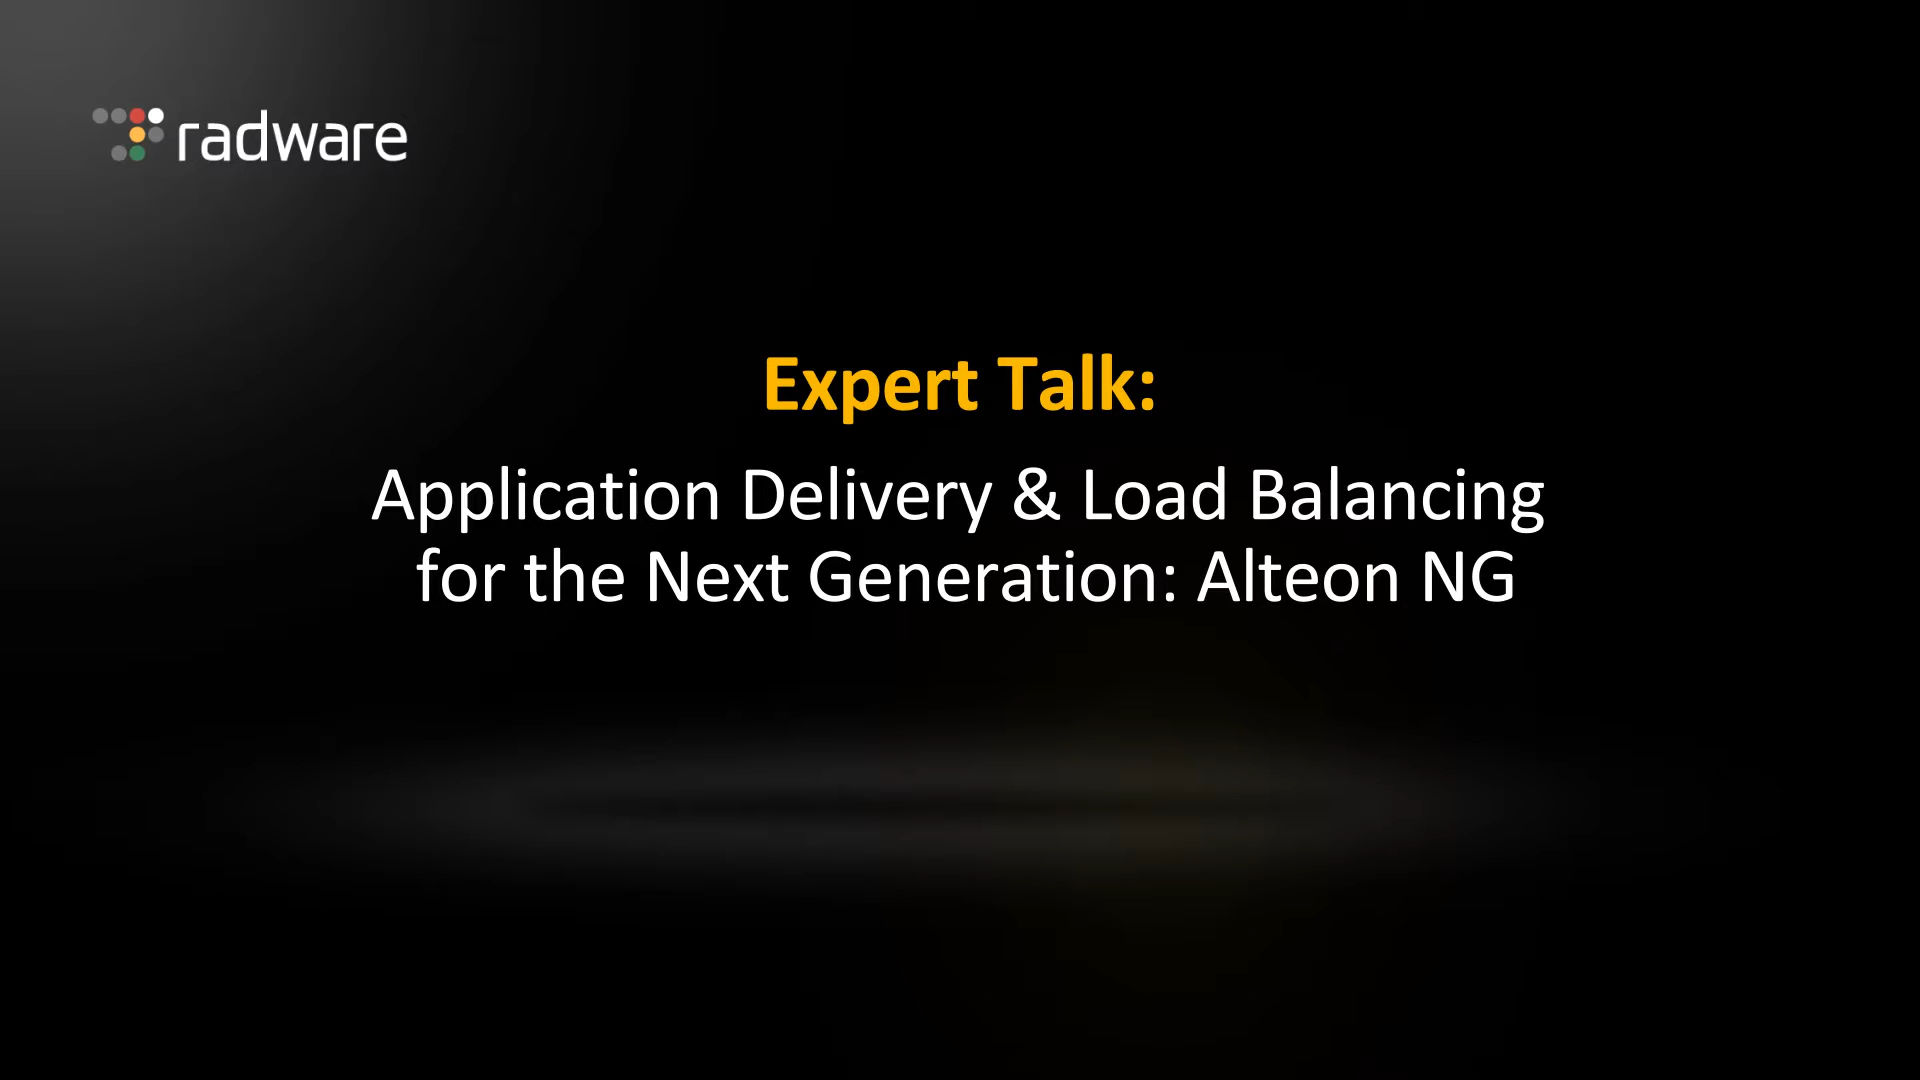 radware
Expert Talk:
Application Delivery & Load Balancing
for the Next Generation: Alteon NG